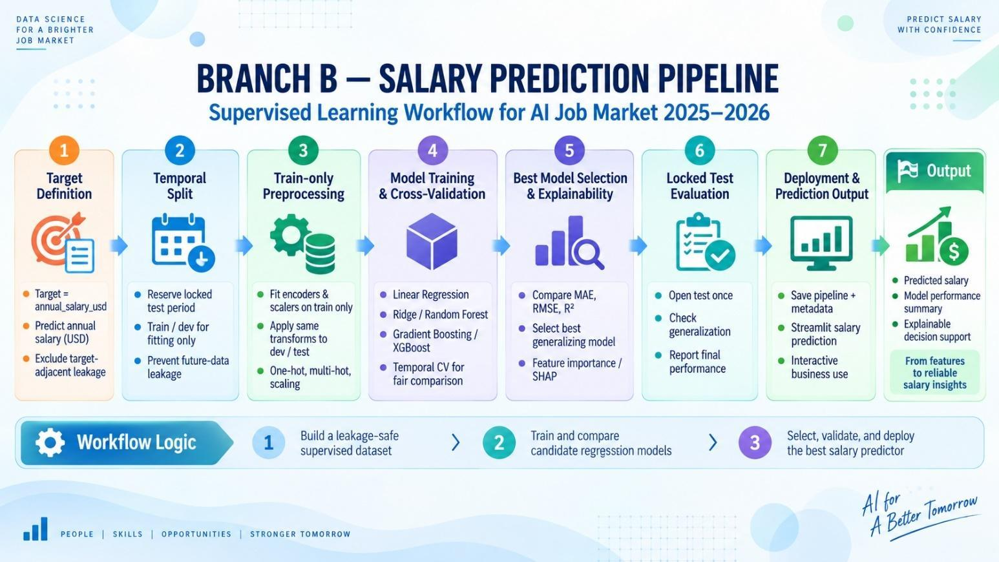 DATA SCIENCE
FOR A BRIGHTER
JOB MARKET
PREDICT SALARY
WITH CONFIDENCE
BRANCH B — SALARY PREDICTION PIPELINE
Supervised Learning Workflow for AI Job Market 2025–2026
1
Target
Definition
• Target =
annual_salary_usd
• Predict annual
salary (USD)
• Exclude target-
adjacent leakage
2
Temporal
Split
• Reserve locked
test period
• Train / dev for
fitting only
• Prevent future-data
leakage
3
Train-only
Preprocessing
• Fit encoders &
scalers on train only
• Apply same
transforms to
dev / test
• One-hot, multi-hot,
scaling
4
Model Training
& Cross-Validation
• Linear Regression
• Ridge / Random Forest
• Gradient Boosting /
XGBoost
• Temporal CV for
fair comparison
5
Best Model Selection
& Explainability
• Compare MAE,
RMSE, R²
• Select best
generalizing model
• Feature importance /
SHAP
6
Locked Test
Evaluation
• Open test once
• Check
generalization
• Report final
performance
7
Deployment &
Prediction Output
• Save pipeline +
metadata
• Streamlit salary
prediction
• Interactive
business use
Output
$
• Predicted salary
• Model performance
summary
• Explainable
decision support
From features
to reliable
salary insights
Workflow Logic
1
Build a leakage-safe
supervised dataset
2
Train and compare
candidate regresssion models
3
Select, validate, and deploy
the best salary predictor
PEOPLE | SKILLS | OPPORTUNITIES | STRONGER TOMORROW
AI for
A Better Tomorrow